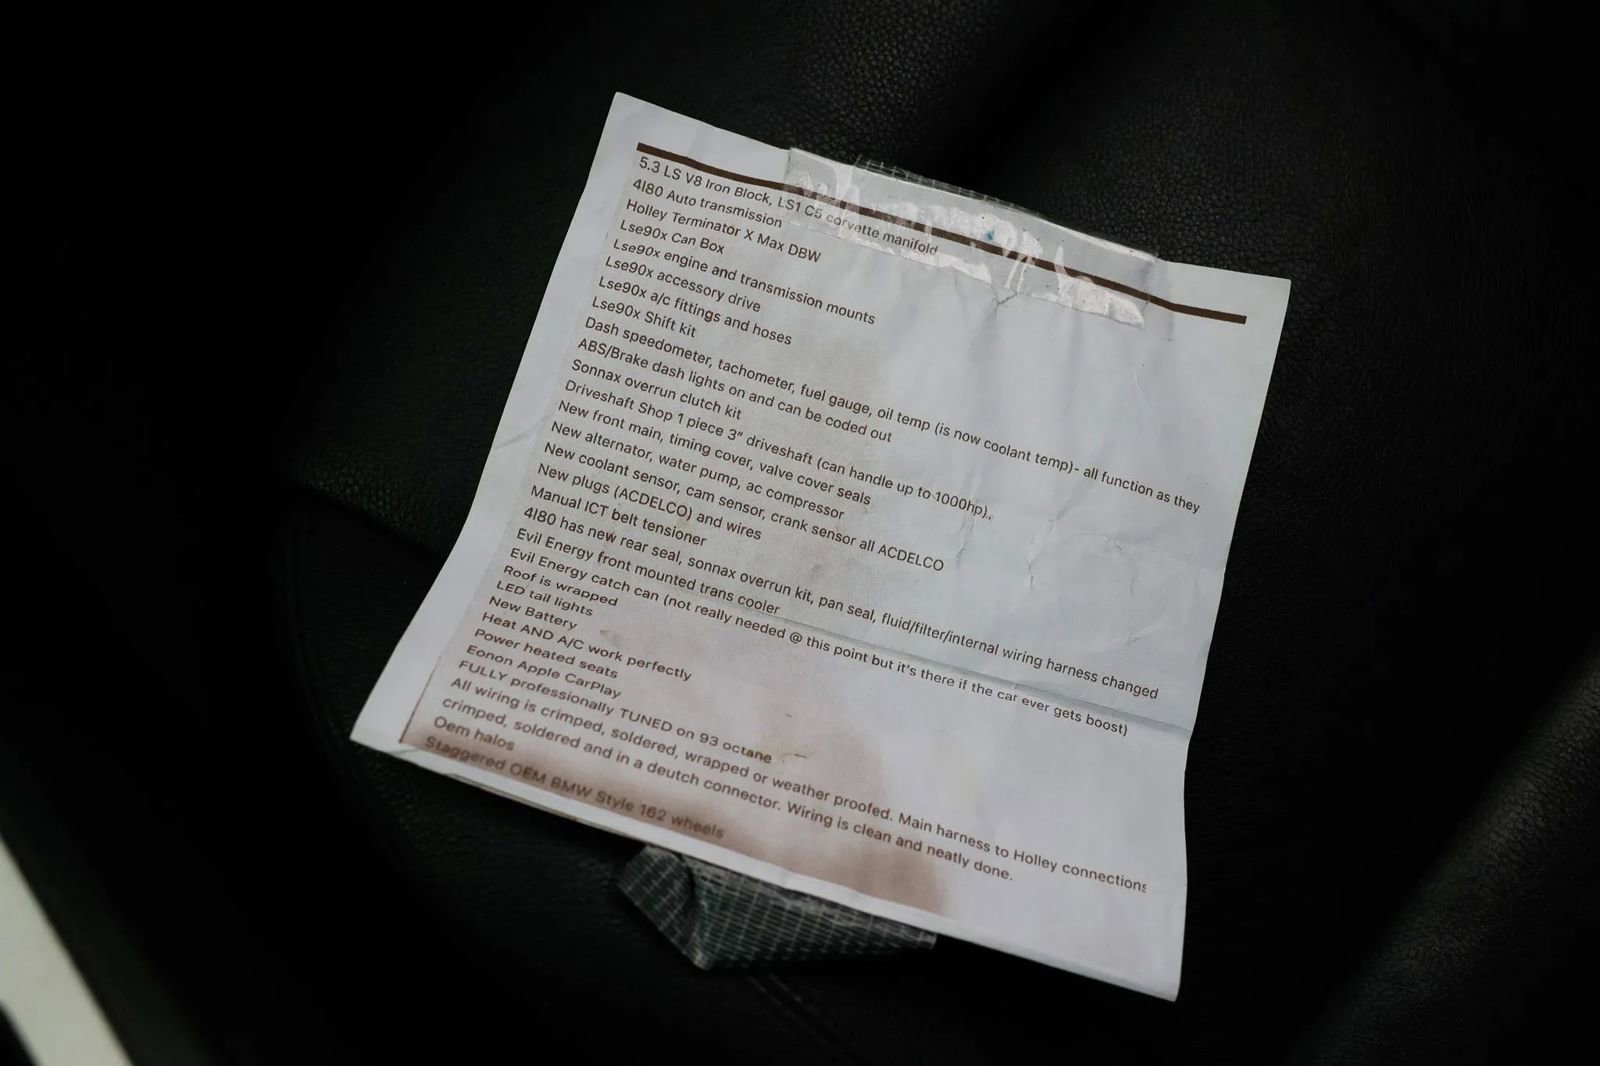 5.3 LS V8 Iron Block, LS1 C5 corvette manifold
4l80 Auto transmission
Holley Terminator X Max DBW
Lse90x Can Box
Lse90x engine and transmission mounts
Lse90x accessory drive
Lse90x a/c fittings and hoses
Lse90x Shift kit
Dash speedometer, tachometer, fuel gauge, oil temp (is now coolant temp)- all function as they
ABS/Brake dash lights on and can be coded out
Sonnax overrun clutch kit
Driveshaft Shop 1 piece 3” driveshaft (can handle up to 1000hp)..
New front main, timing cover, valve cover seals
New alternator, water pump, ac compressor
New coolant sensor, cam sensor, crank sensor all ACDELCO
New plugs (ACDELCO) and wires
Manual ICT belt tensioner
4l80 has new rear seal, sonnax overrun kit, pan seal, fluid/filter/internal wiring harness changed
Evil Energy front mounted trans cooler
Evil Energy catch can (not really needed @ this point but it's there if the car ever gets boost)
Roof is wrapped
LED tail lights
New Battery
Heat AND A/C work perfectly
Power heated seats
Eonon Apple CarPlay
FULLY professionally TUNED on 93 octane
All wiring is crimped, soldered, wrapped or weather proofed. Main harness to Holley connections
crimped, soldered and in a deutch connector. Wiring is clean and neatly done.
Oem halos
Staggered OEM BMW Style 162 wheels